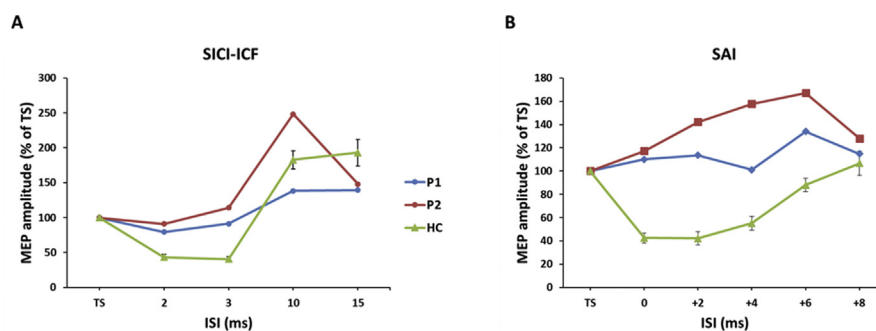 A
SICI-ICF
MEP amplitude (% of TS)
300
250
200
150
100
50
0
TS 2 3 10 15
ISI (ms)
P1
P2
HC
B
SAI
MEP amplitude (% of TS)
180
160
140
120
100
80
60
40
20
0
TS 0 +2 +4 +6 +8
ISI (ms)